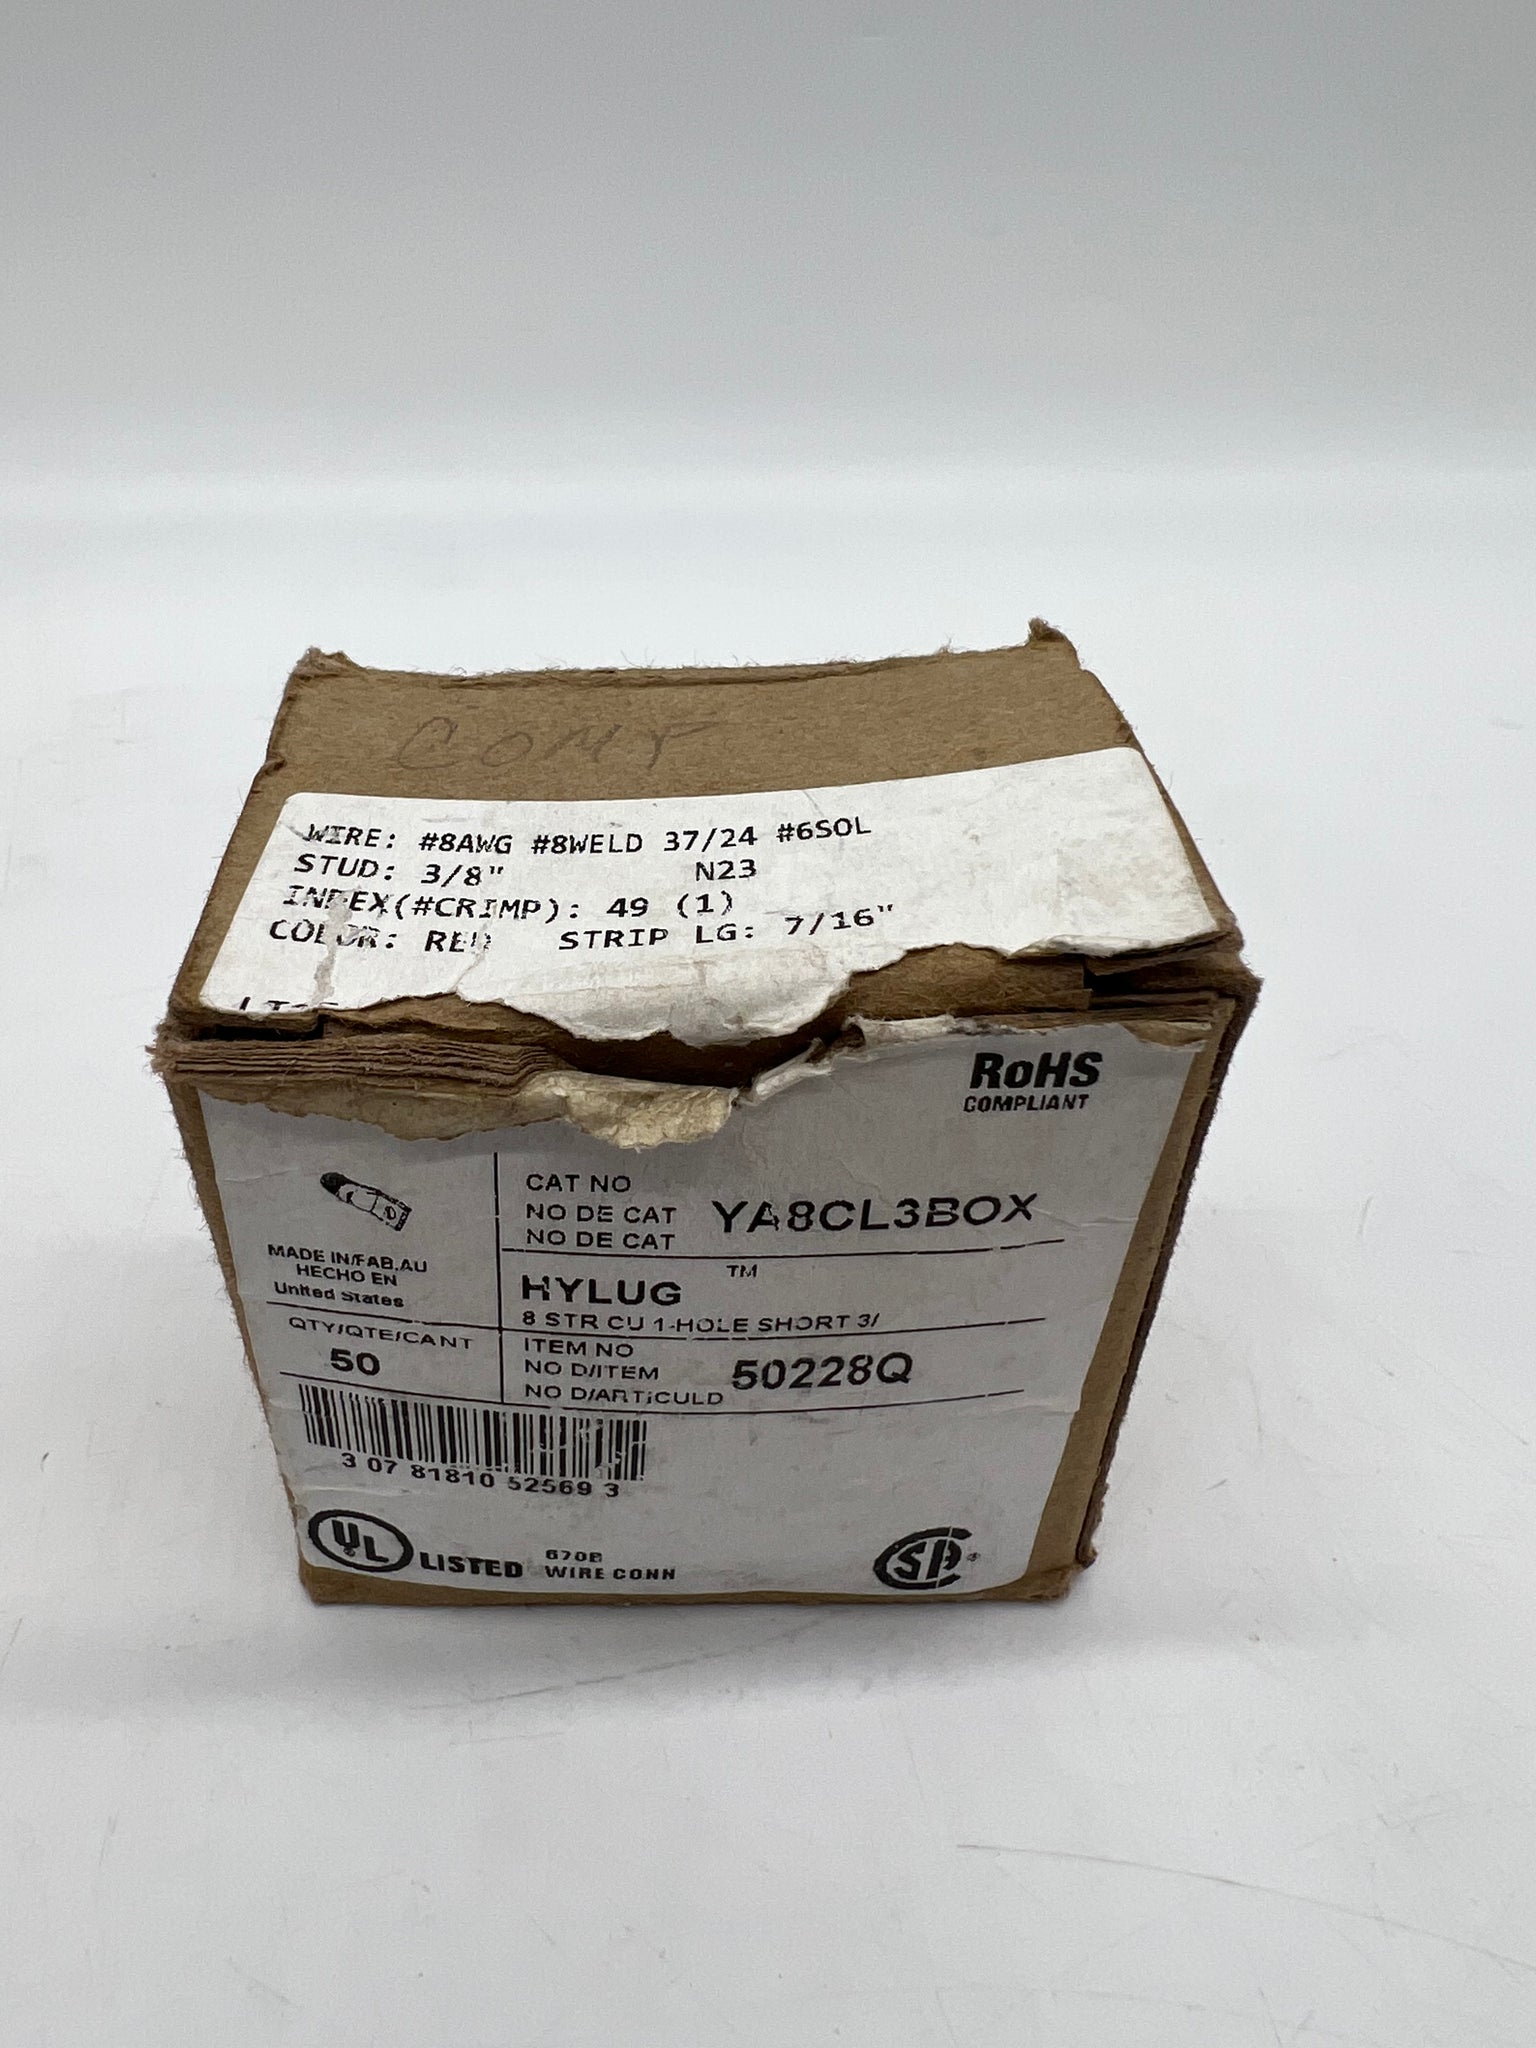 COMP
WIRE: #8AWG #8WELD 37/24 #6SOL
STUD: 3/8" N23
INDEX(#CRIMP): 49 (1)
COLOR: RED STRIP LG: 7/16"
RoHS
COMPLIANT
CAT NO
NO DE CAT
NO DE CAT
YA8CL3BOX
MADE IN/FAB.AU
HECHO EN
United States
HYLUG ™
8 STR CU 1-HOLE SHORT 3/
QTY/QTE/CANT
50
ITEM NO
NO D/ITEM
NO D/ARTICULD
50228Q
3 07 81810 52569 3
UL LISTED
670B
WIRE CONN
SA ®